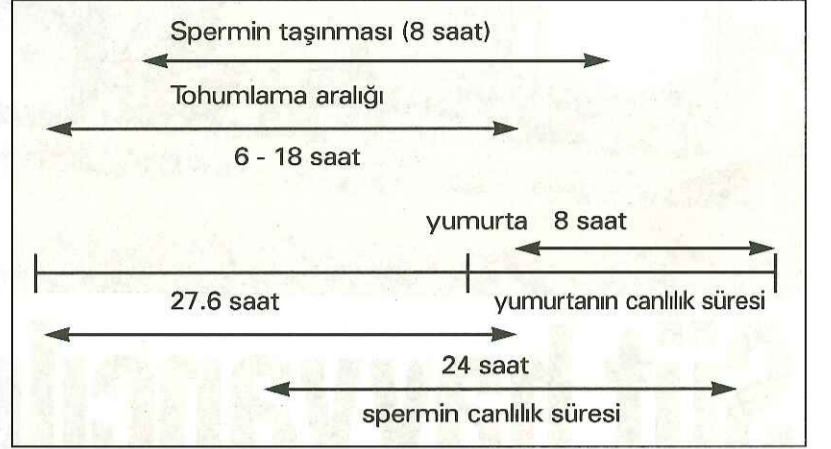 Spermin taşınması (8 saat)
Tohumlama aralığı
6 - 18 saat
yumurta 8 saat
27.6 saat
yumurtanın canlılık süresi
24 saat
spermin canlılık süresi